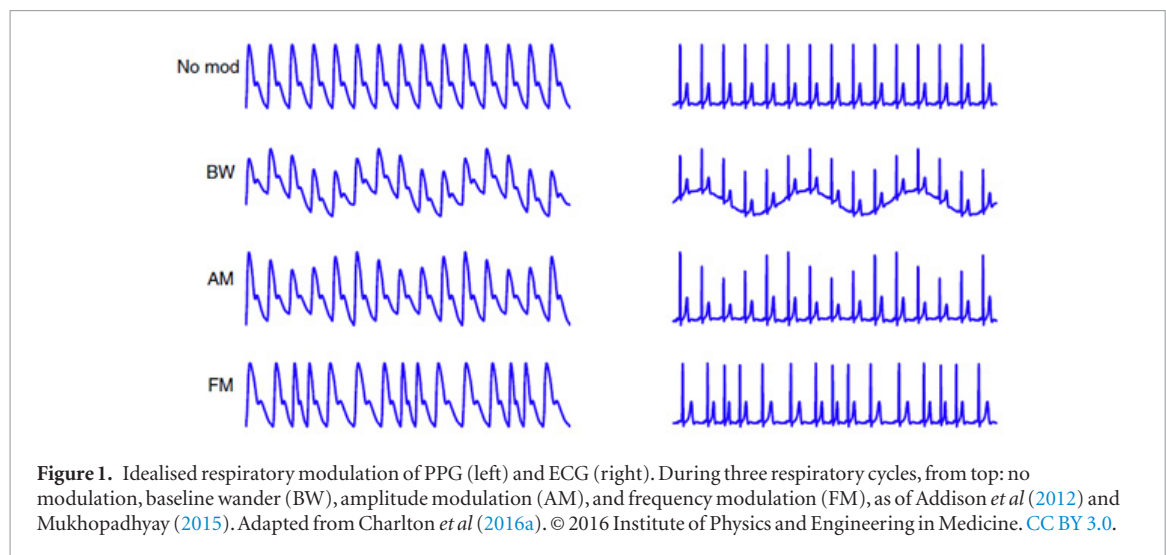 No mod
BW
AM
FM
Figure 1. Idealised respiratory modulation of PPG (left) and ECG (right). During three respiratory cycles, from top: no
modulation, baseline wander (BW), amplitude modulation (AM), and frequency modulation (FM), as of Addison et al (2012) and
Mukhopadhyay (2015). Adapted from Charlton et al (2016a). © 2016 Institute of Physics and Engineering in Medicine. CC BY 3.0.